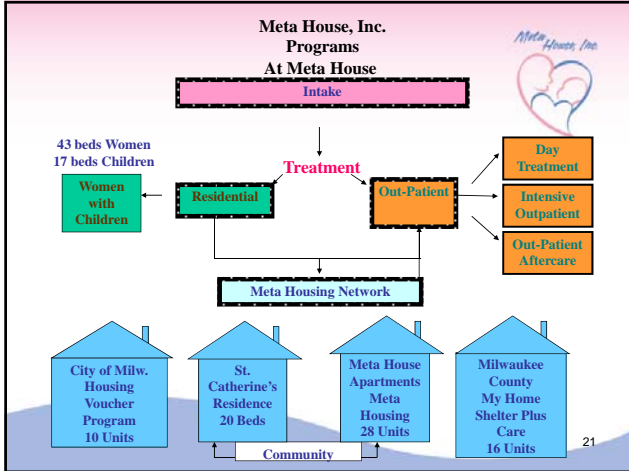 Meta House, Inc.
Programs
At Meta House
Meta House, Inc.
Intake
43 beds Women
17 beds Children
Treatment
Women
with
Children
Residential
Out-Patient
Day
Treatment
Intensive
Outpatient
Out-Patient
Aftercare
Meta Housing Network
City of Milw.
Housing
Voucher
Program
10 Units
St.
Catherine's
Residence
20 Beds
Meta House
Apartments
Meta
Housing
28 Units
Milwaukee
County
My Home
Shelter Plus
Care
16 Units
Community
21